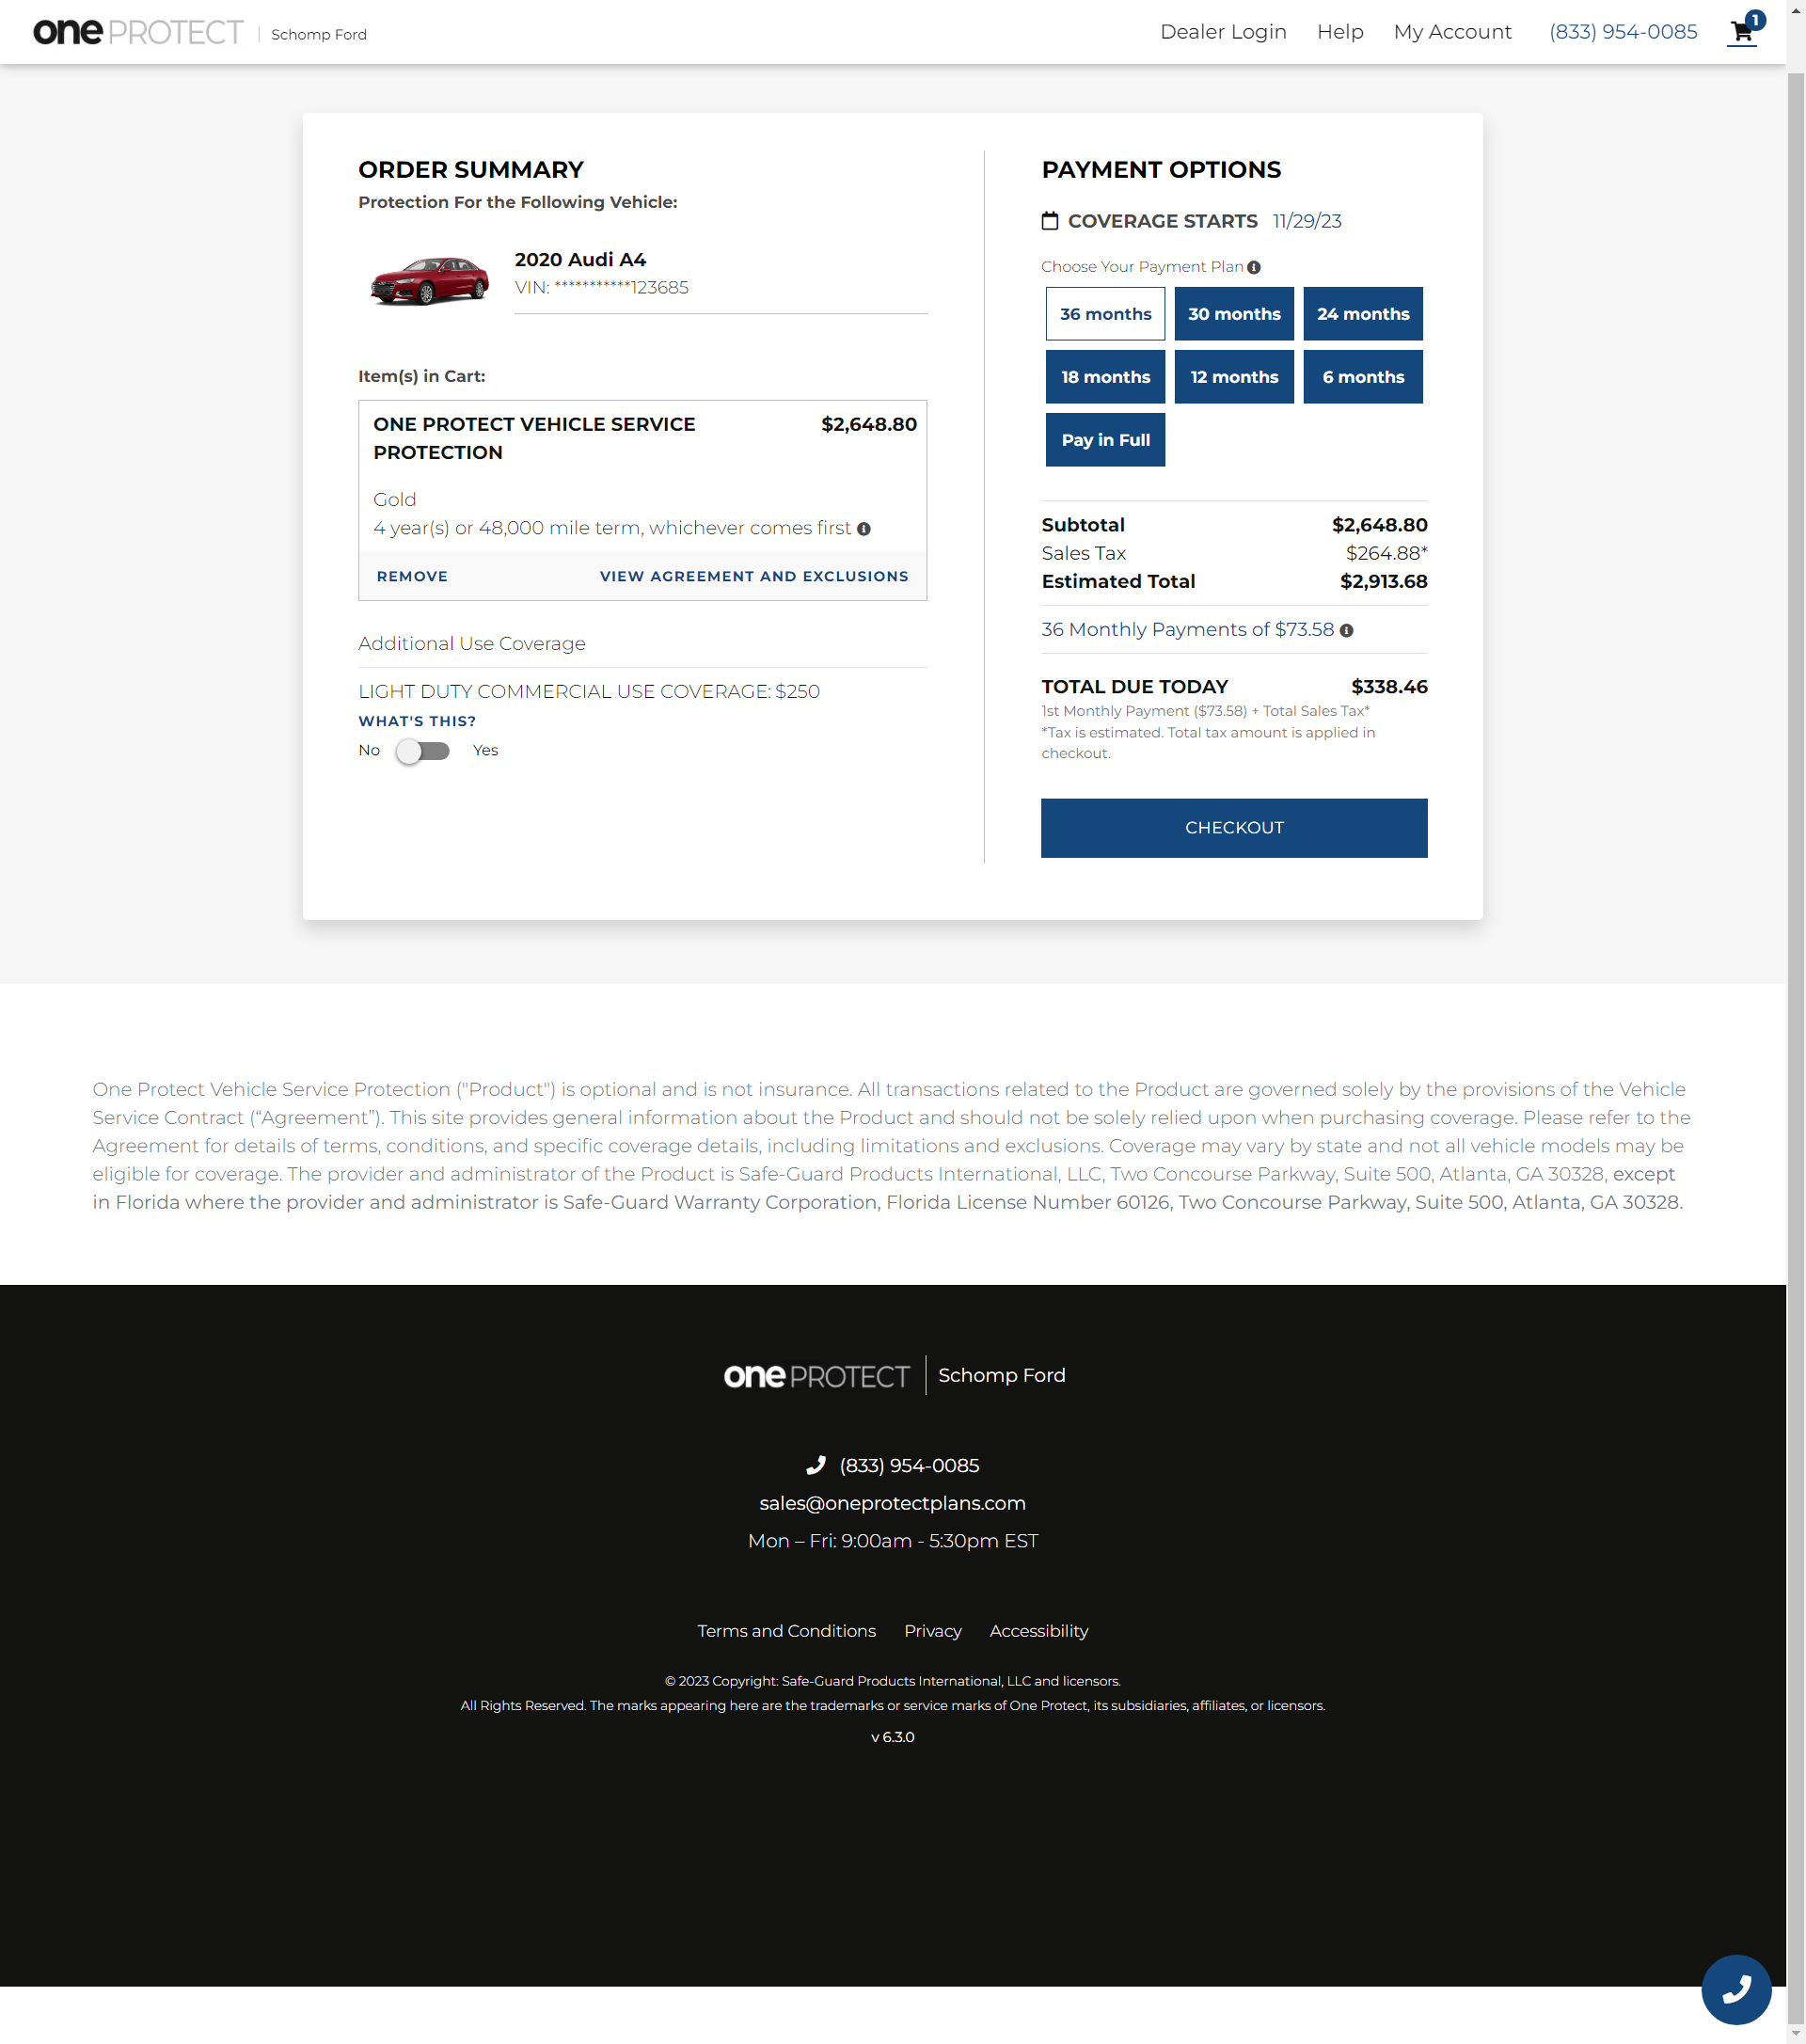 one PROTECT | Schomp Ford
Dealer Login
Help
My Account
(833) 954-0085
1
ORDER SUMMARY
Protection For the Following Vehicle:
2020 Audi A4
VIN: ***********123685
Item(s) in Cart:
ONE PROTECT VEHICLE SERVICE
PROTECTION
$2,648.80
Gold
4 year(s) or 48,000 mile term, whichever comes first
REMOVE
VIEW AGREEMENT AND EXCLUSIONS
Additional Use Coverage
LIGHT DUTY COMMERCIAL USE COVERAGE: $250
WHAT'S THIS?
No
Yes
PAYMENT OPTIONS
COVERAGE STARTS 11/29/23
Choose Your Payment Plan
36 months
30 months
24 months
18 months
12 months
6 months
Pay in Full
Subtotal $2,648.80
Sales Tax $264.88*
Estimated Total $2,913.68
36 Monthly Payments of $73.58
TOTAL DUE TODAY $338.46
1st Monthly Payment ($73.58) + Total Sales Tax*
*Tax is estimated. Total tax amount is applied in
checkout.
CHECKOUT
One Protect Vehicle Service Protection ("Product") is optional and is not insurance. All transactions related to the Product are governed solely by the provisions of the Vehicle
Service Contract (“Agreement”). This site provides general information about the Product and should not be solely relied upon when purchasing coverage. Please refer to the
Agreement for details of terms, conditions, and specific coverage details, including limitations and exclusions. Coverage may vary by state and not all vehicle models may be
eligible for coverage. The provider and administrator of the Product is Safe-Guard Products International, LLC, Two Concourse Parkway, Suite 500, Atlanta, GA 30328, except
in Florida where the provider and administrator is Safe-Guard Warranty Corporation, Florida License Number 60126, Two Concourse Parkway, Suite 500, Atlanta, GA 30328.
one PROTECT | Schomp Ford
(833) 954-0085
sales@oneprotectplans.com
Mon – Fri: 9:00am - 5:30pm EST
Terms and Conditions
Privacy
Accessibility
© 2023 Copyright: Safe-Guard Products International, LLC and licensors.
All Rights Reserved. The marks appearing here are the trademarks or service marks of One Protect, its subsidiaries, affiliates, or licensors.
v 6.3.0